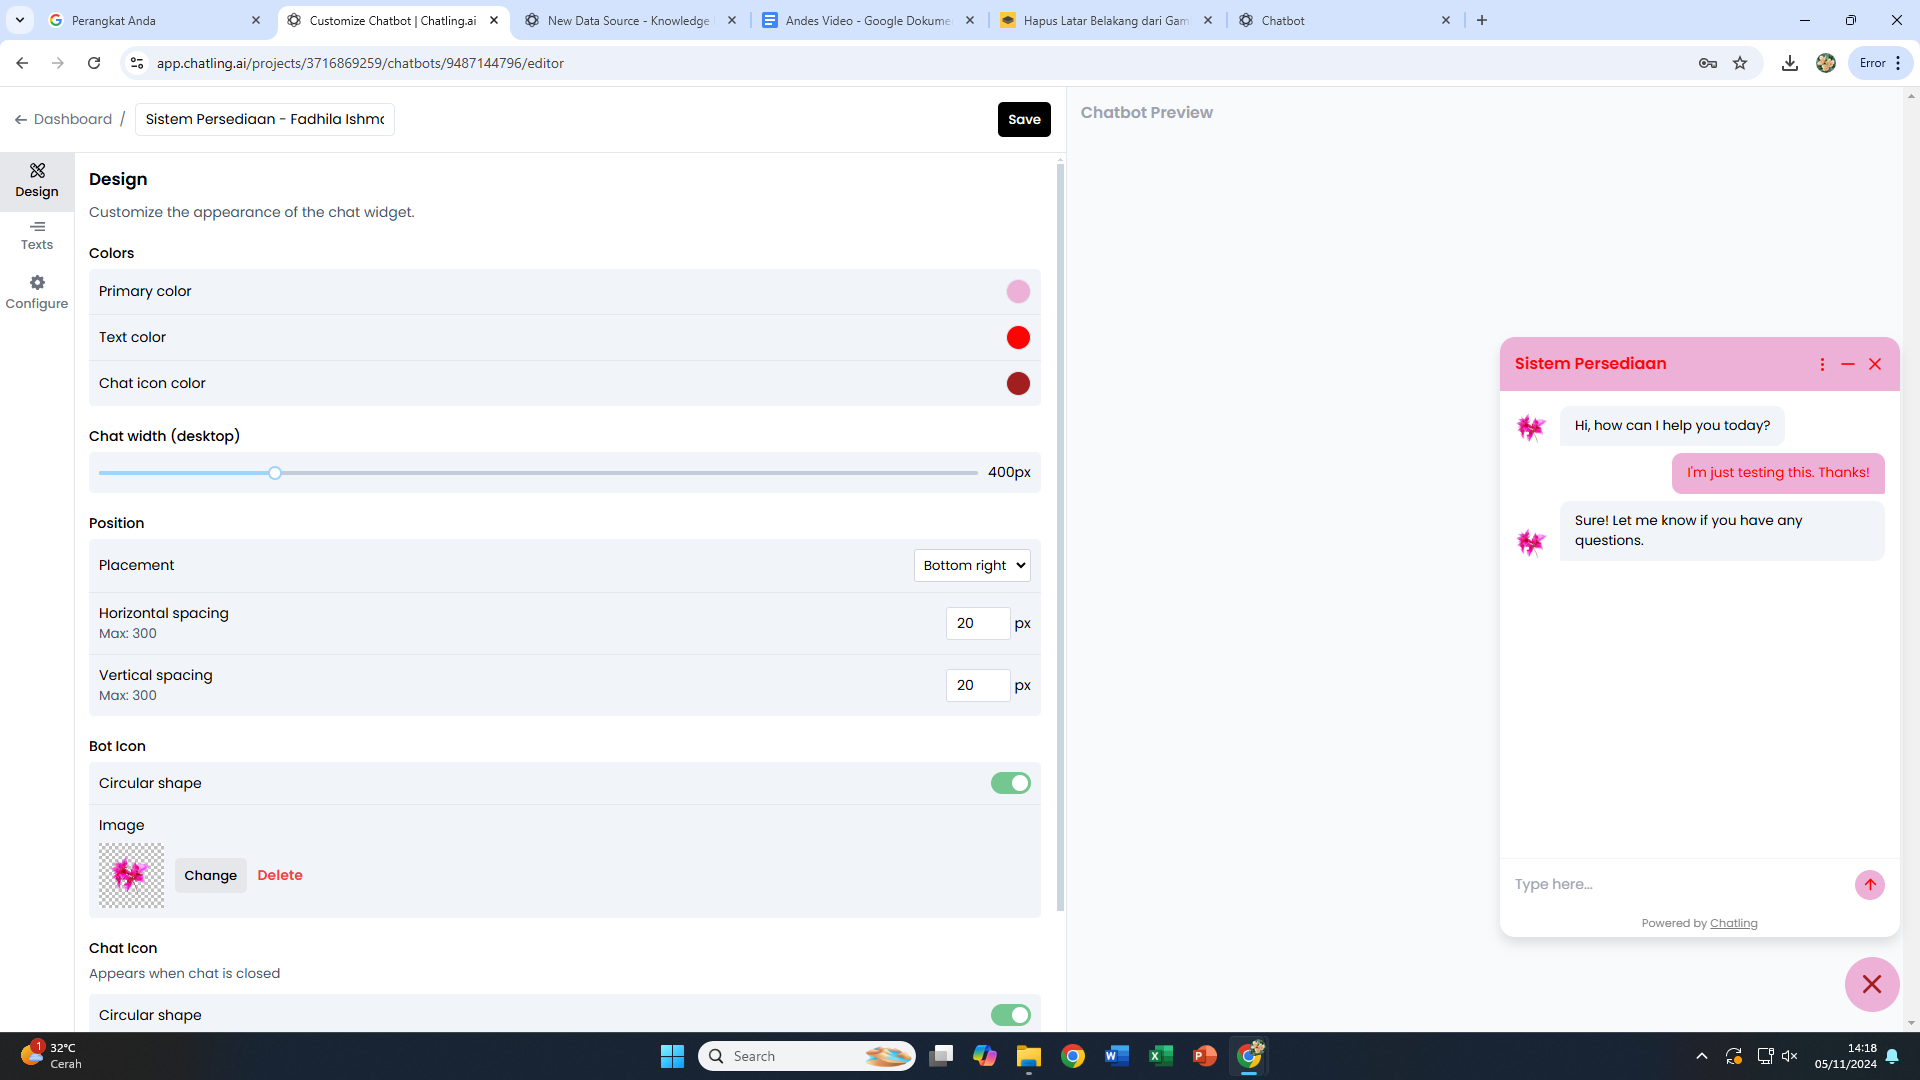 Perangkat Anda
Customize Chatbot | Chatling.ai
New Data Source - Knowledge
Andes Video - Google Dokume
Hapus Latar Belakang dari Gam
Chatbot
app.chatling.ai/projects/3716869259/chatbots/9487144796/editor
Error
Dashboard /
Sistem Persediaan - Fadhila Ishm
Save
Design
Texts
Configure
Design
Customize the appearance of the chat widget.
Colors
Primary color
Text color
Chat icon color
Chat width (desktop)
400px
Position
Placement
Bottom right
Horizontal spacing
Max: 300
20 px
Vertical spacing
Max: 300
20 px
Bot Icon
Circular shape
Image
Change
Delete
Chat Icon
Appears when chat is closed
Circular shape
Chatbot Preview
Sistem Persediaan
Hi, how can I help you today?
I'm just testing this. Thanks!
Sure! Let me know if you have any
questions.
Type here...
Powered by Chatling
1
32°C
Cerah
Search
14:18
05/11/2024